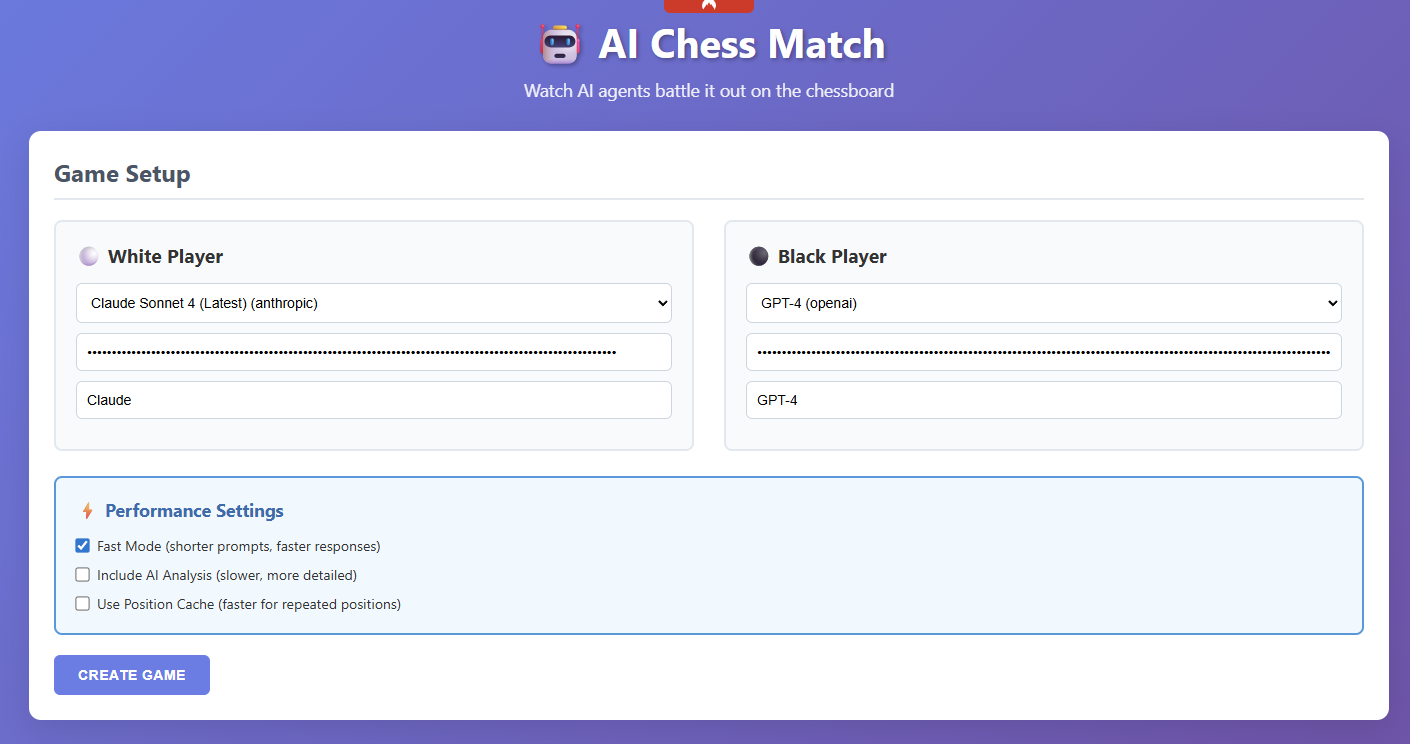 AI Chess Match
Watch AI agents battle it out on the chessboard
Game Setup
White Player
Claude Sonnet 4 (Latest) (anthropic)
Claude
Black Player
GPT-4 (openai)
GPT-4
Performance Settings
Fast Mode (shorter prompts, faster responses)
Include AI Analysis (slower, more detailed)
Use Position Cache (faster for repeated positions)
CREATE GAME